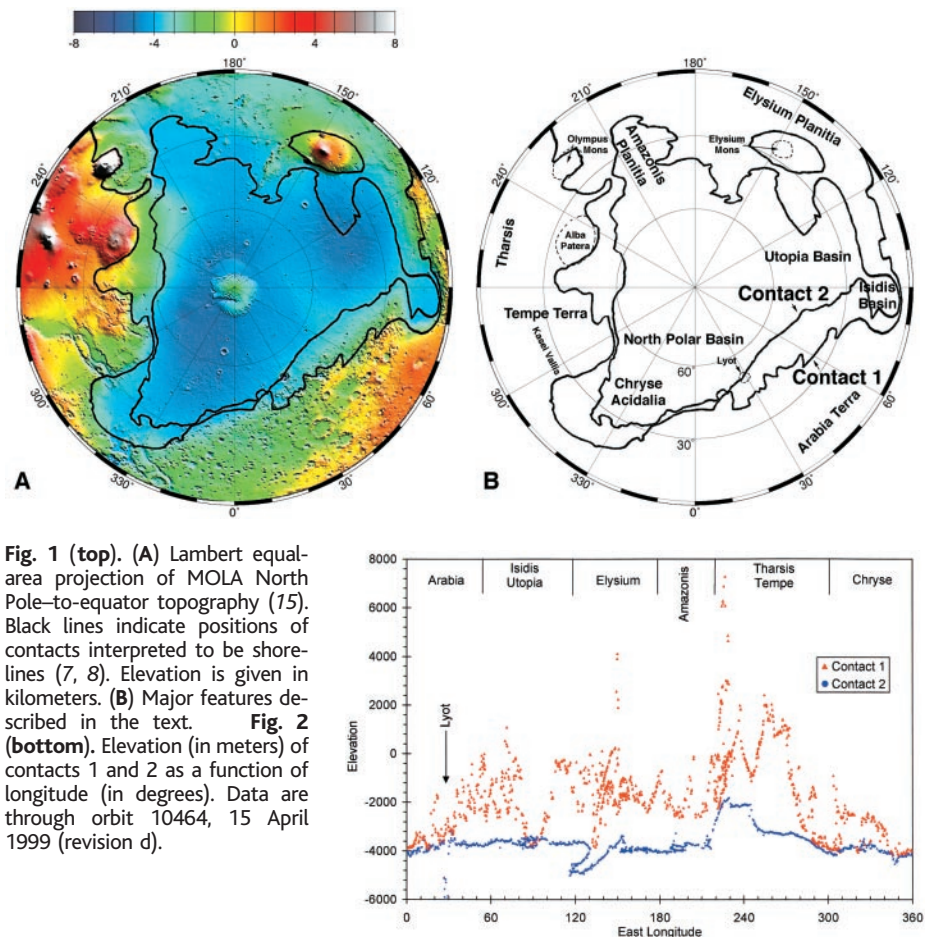 -8 -4 0 4 8
180°
210°
150°
240°
120°
300°
60°
330°
30°
0°
A
180°
210°
150°
Elysium Planitia
240°
120°
Olympus
Mons
Amazonis
Planitia
Elysium
Mons
Tharsis
Alba
Patera
Utopia Basin
Contact 2
Isidis
Basin
Tempe Terra
Kasei Vallis
North Polar Basin
Lyot
60°
Contact 1
Chryse
Acidalia
Arabia Terra
30°
300°
60°
330°
30°
0°
B
Fig. 1 (top). (A) Lambert equal-
area projection of MOLA North
Pole–to-equator topography (15).
Black lines indicate positions of
contacts interpreted to be shore-
lines (7, 8). Elevation is given in
kilometers. (B) Major features de-
scribed in the text. Fig. 2
(bottom). Elevation (in meters) of
contacts 1 and 2 as a function of
longitude (in degrees). Data are
through orbit 10464, 15 April
1999 (revision d).
8000
6000
4000
2000
0
-2000
-4000
-6000
Elevation
Arabia
Isidis
Utopia
Elysium
Amazonis
Tharsis
Tempe
Chryse
Lyot
Contact 1
Contact 2
0 60 120 180 240 300 360
East Longitude